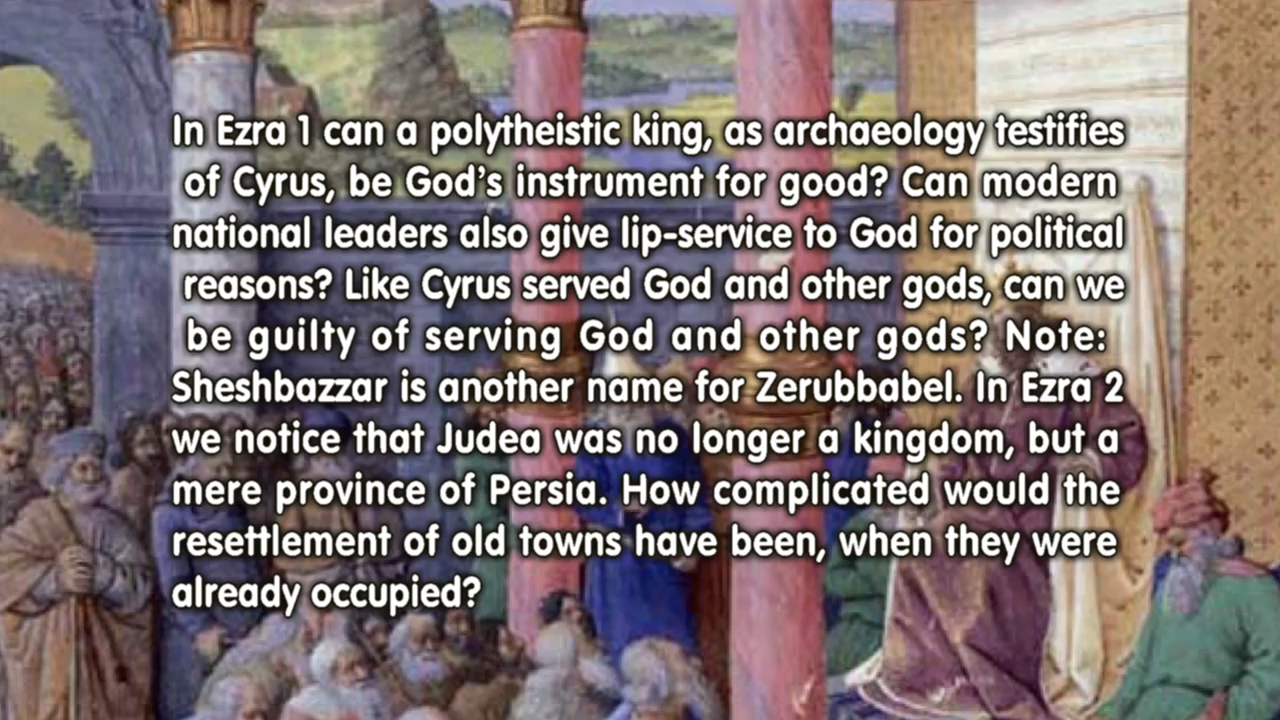 In Ezra 1 can a polytheistic king, as archaeology testifies
of Cyrus, be God’s instrument for good? Can modern
national leaders also give lip-service to God for political
reasons? Like Cyrus served God and other gods, can we
be guilty of serving God and other gods? Note:
Sheshbazzar is another name for Zerubbabel. In Ezra 2
we notice that Judea was no longer a kingdom, but a
mere province of Persia. How complicated would the
resettlement of old towns have been, when they were
already occupied?